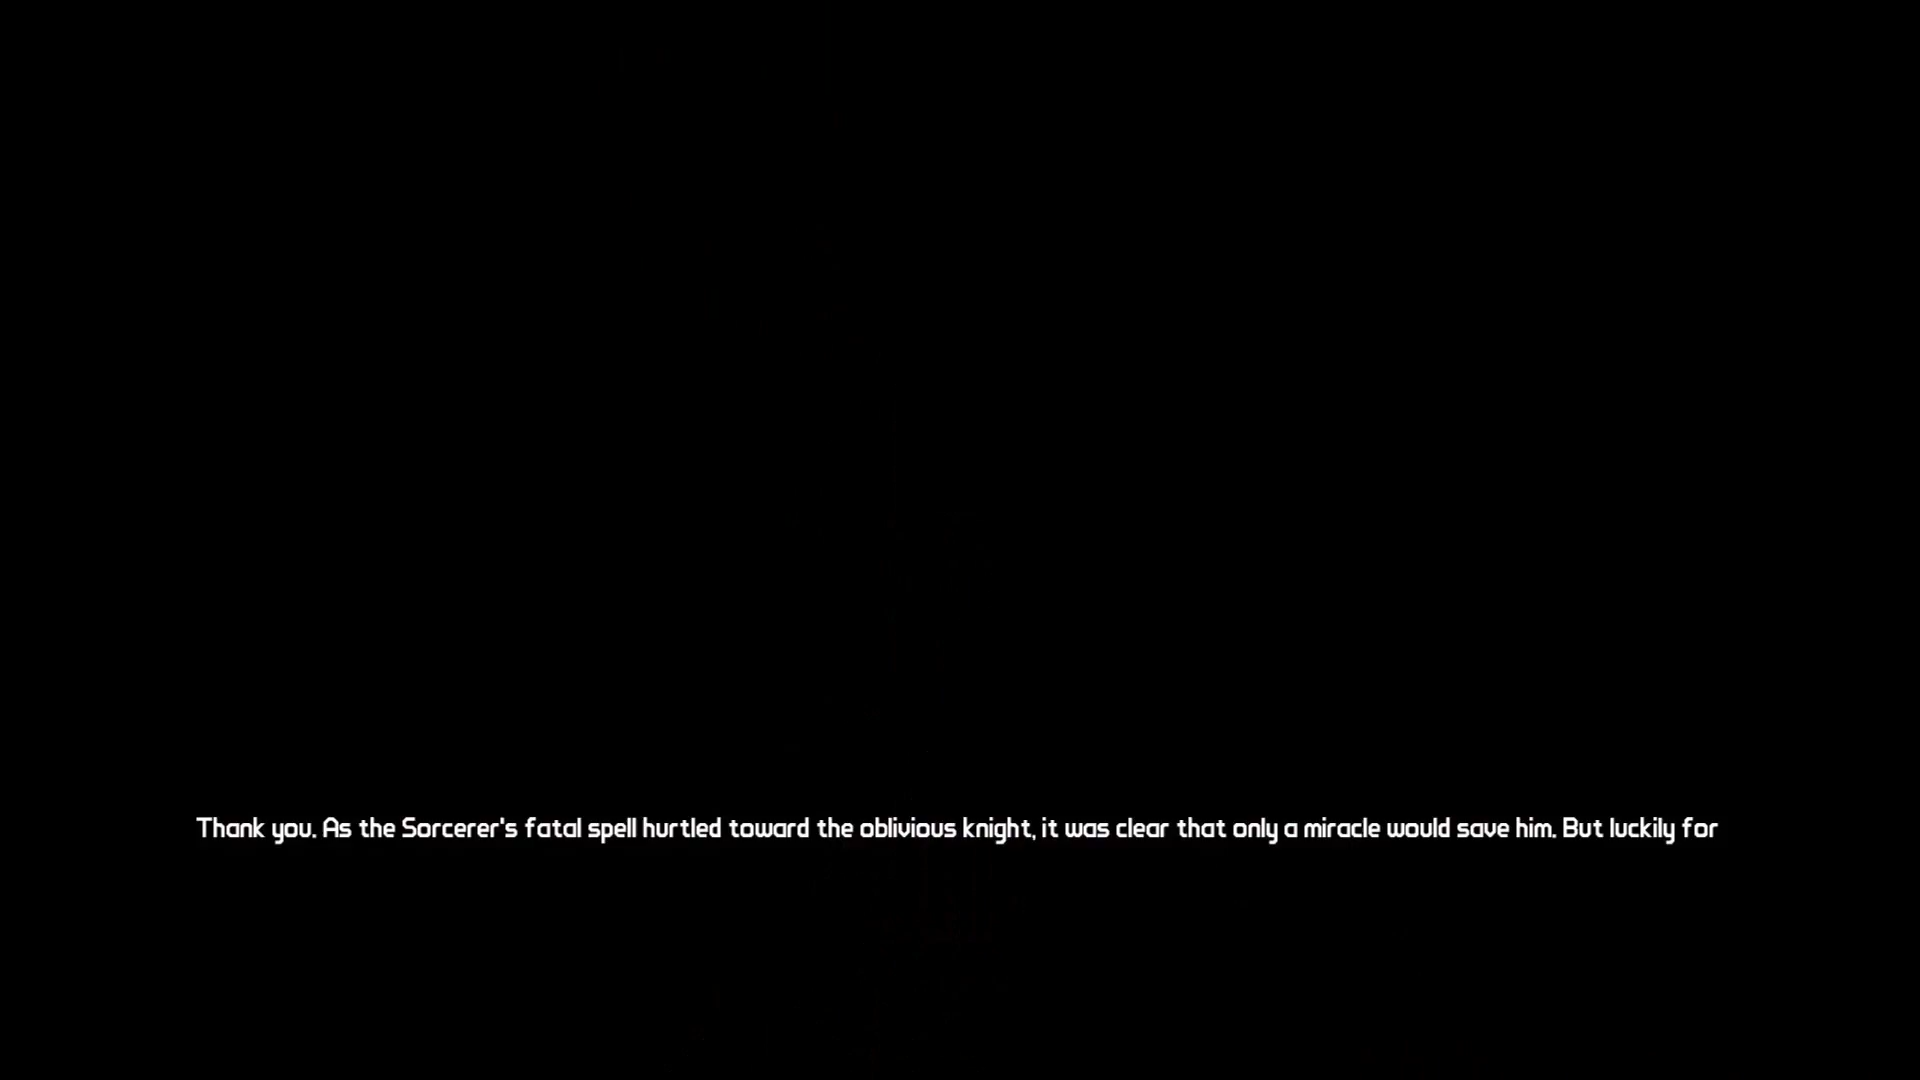 Thank you. As the Sorcerer's fatal spell hurtled toward the oblivious knight, it was clear that only a miracle would save him. But luckily for